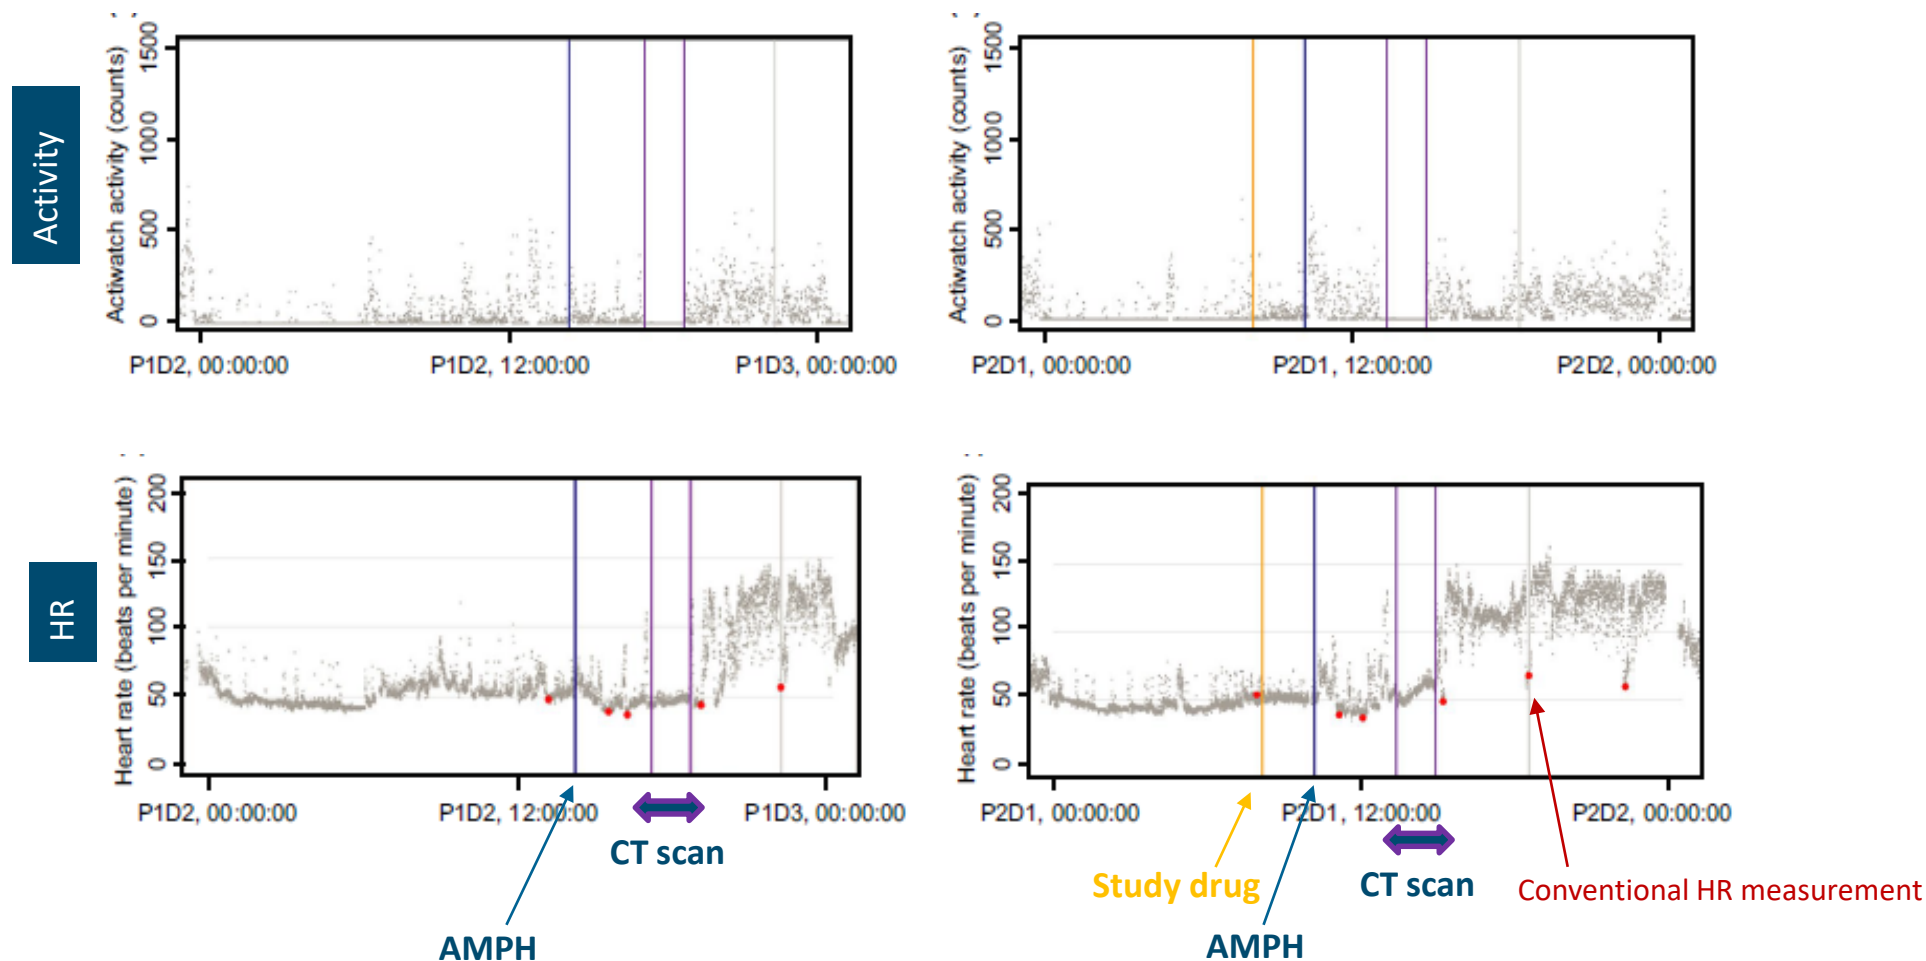 Activity
Actiwatch activity (counts)
1500
1000
500
0
P1D2, 00:00:00
P1D2, 12:00:00
P1D3, 00:00:00
Actiwatch activity (counts)
1500
1000
500
0
P2D1, 00:00:00
P2D1, 12:00:00
P2D2, 00:00:00
HR
Heart rate (beats per minute)
200
150
100
50
0
P1D2, 00:00:00
P1D2, 12:00:00
P1D3, 00:00:00
CT scan
AMPH
Heart rate (beats per minute)
200
150
100
50
0
P2D1, 00:00:00
P2D1, 12:00:00
P2D2, 00:00:00
Study drug
CT scan
Conventional HR measurement
AMPH